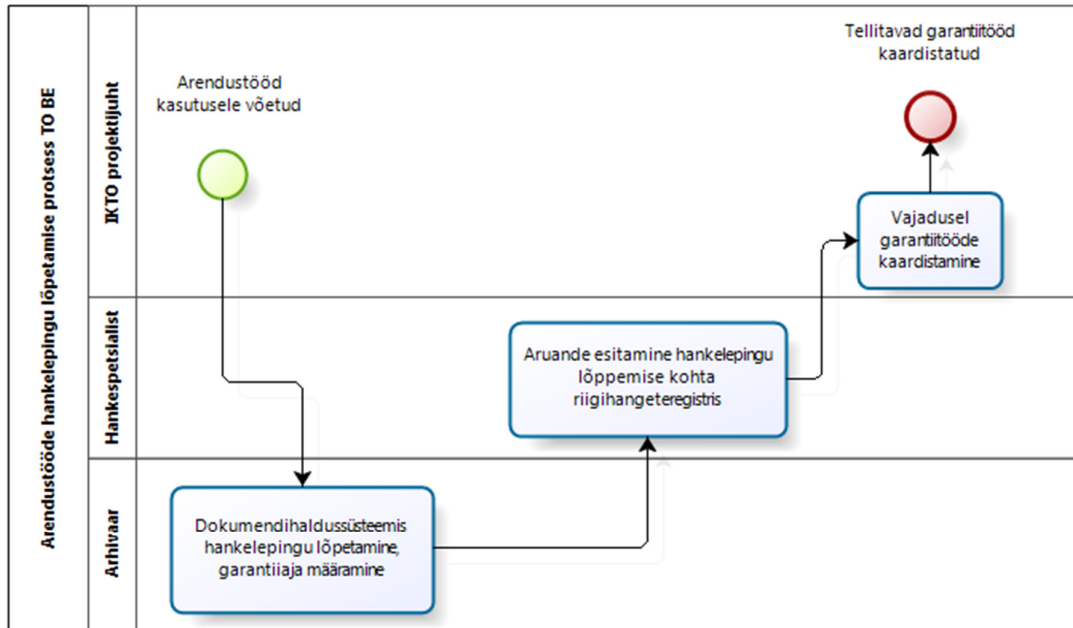 Arendustööde hankelepingu lõpetamise protsess TO BE
IKTO projektijuht
Arendustööd
kasutusele võetud
Tellitavad garantiitööd
kaardistatud
Vajadusel
garantiitööde
kaardistamine
Hankespetsialist
Aruande esitamine hankelepingu
lõppemise kohta
riigihangeteregistris
Arhivaar
Dokumendihaldussüsteemis
hankelepingu lõpetamine,
garantiiaja määramine